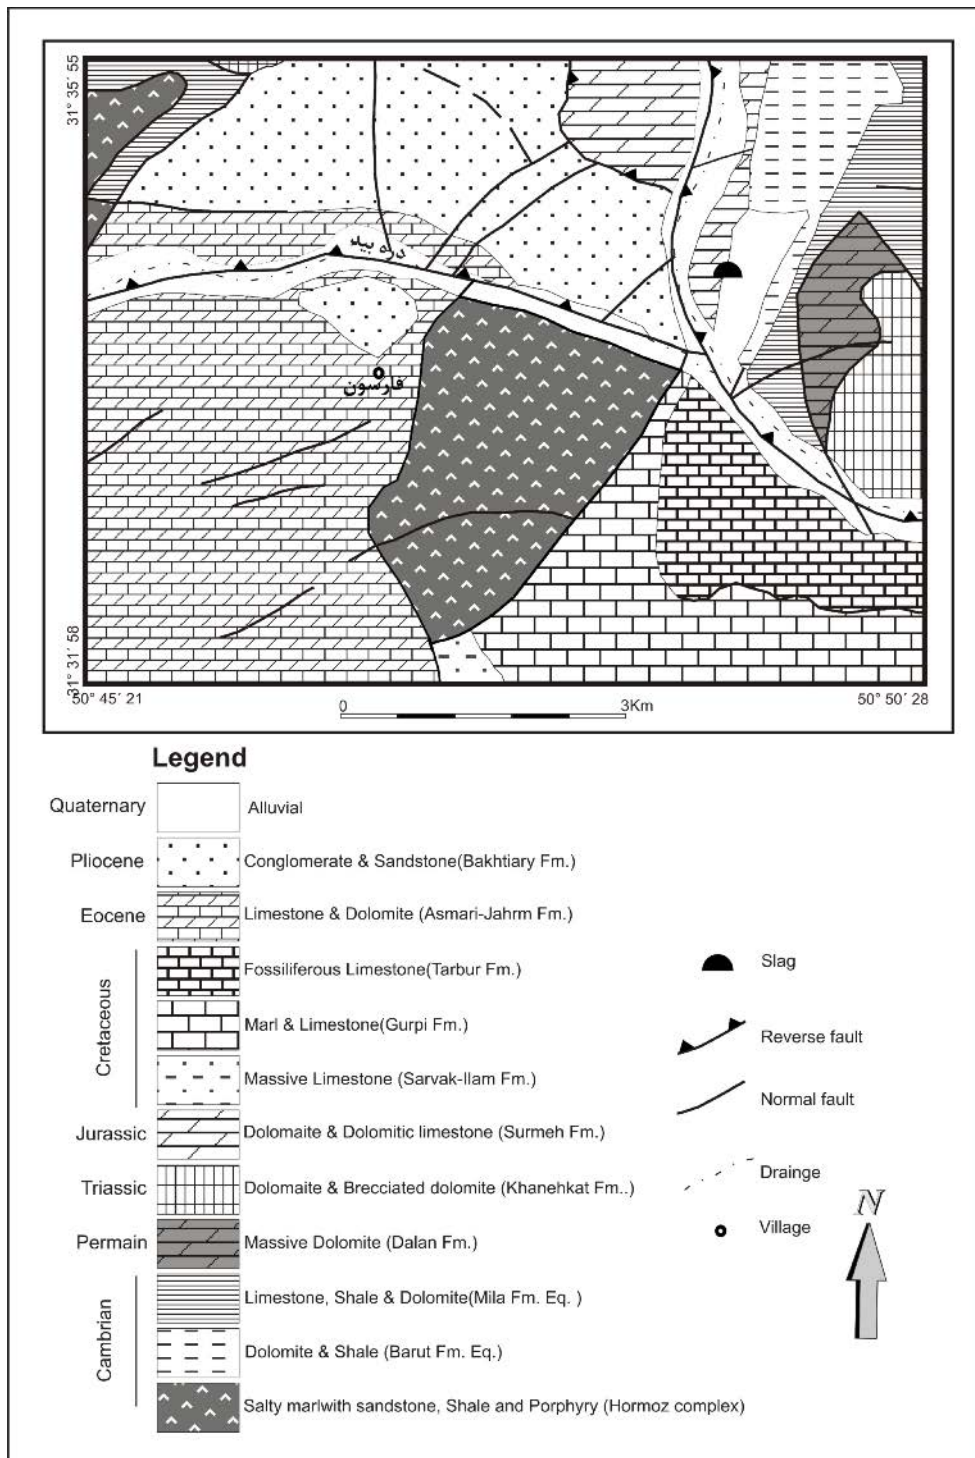 31° 35´ 55
دره بید
فارسون
31° 31´ 58
50° 45´ 21
50° 50´ 28
0
3Km
Legend
Quaternary
Alluvial
Pliocene
Conglomerate & Sandstone(Bakhtiary Fm.)
Eocene
Limestone & Dolomite (Asmari-Jahrm Fm.)
Cretaceous
Fossiliferous Limestone(Tarbur Fm.)
Marl & Limestone(Gurpi Fm.)
Massive Limestone (Sarvak-Ilam Fm.)
Jurassic
Dolomaite & Dolomitic limestone (Surmeh Fm.)
Triassic
Dolomaite & Brecciated dolomite (Khanehkat Fm..)
Permain
Massive Dolomite (Dalan Fm.)
Cambrian
Limestone, Shale & Dolomite(Mila Fm. Eq. )
Dolomite & Shale (Barut Fm. Eq.)
Salty marlwith sandstone, Shale and Porphyry (Hormoz complex)
Slag
Reverse fault
Normal fault
Drainge
Village
N